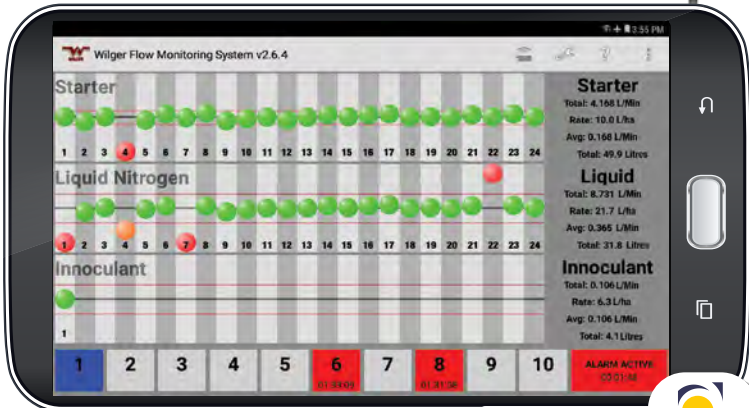 3:55 PM
Wilger Flow Monitoring System v2.6.4
Starter
1 2 3 4 5 6 7 8 9 10 11 12 13 14 15 16 17 18 19 20 21 22 23 24
Starter
Total: 4.168 L/Min
Rate: 10.0 L/ha
Avg: 0.168 L/Min
Total: 49.9 Litres
Liquid Nitrogen
1 2 3 4 5 6 7 8 9 10 11 12 13 14 15 16 17 18 19 20 21 22 23 24
Liquid
Total: 8.731 L/Min
Rate: 21.7 L/ha
Avg: 0.365 L/Min
Total: 31.8 Litres
Innoculant
1
Innoculant
Total: 0.106 L/Min
Rate: 6.3 L/ha
Avg: 0.106 L/Min
Total: 4.1 Litres
1 2 3 4 5 6 7 8 9 10
ALARM ACTIVE